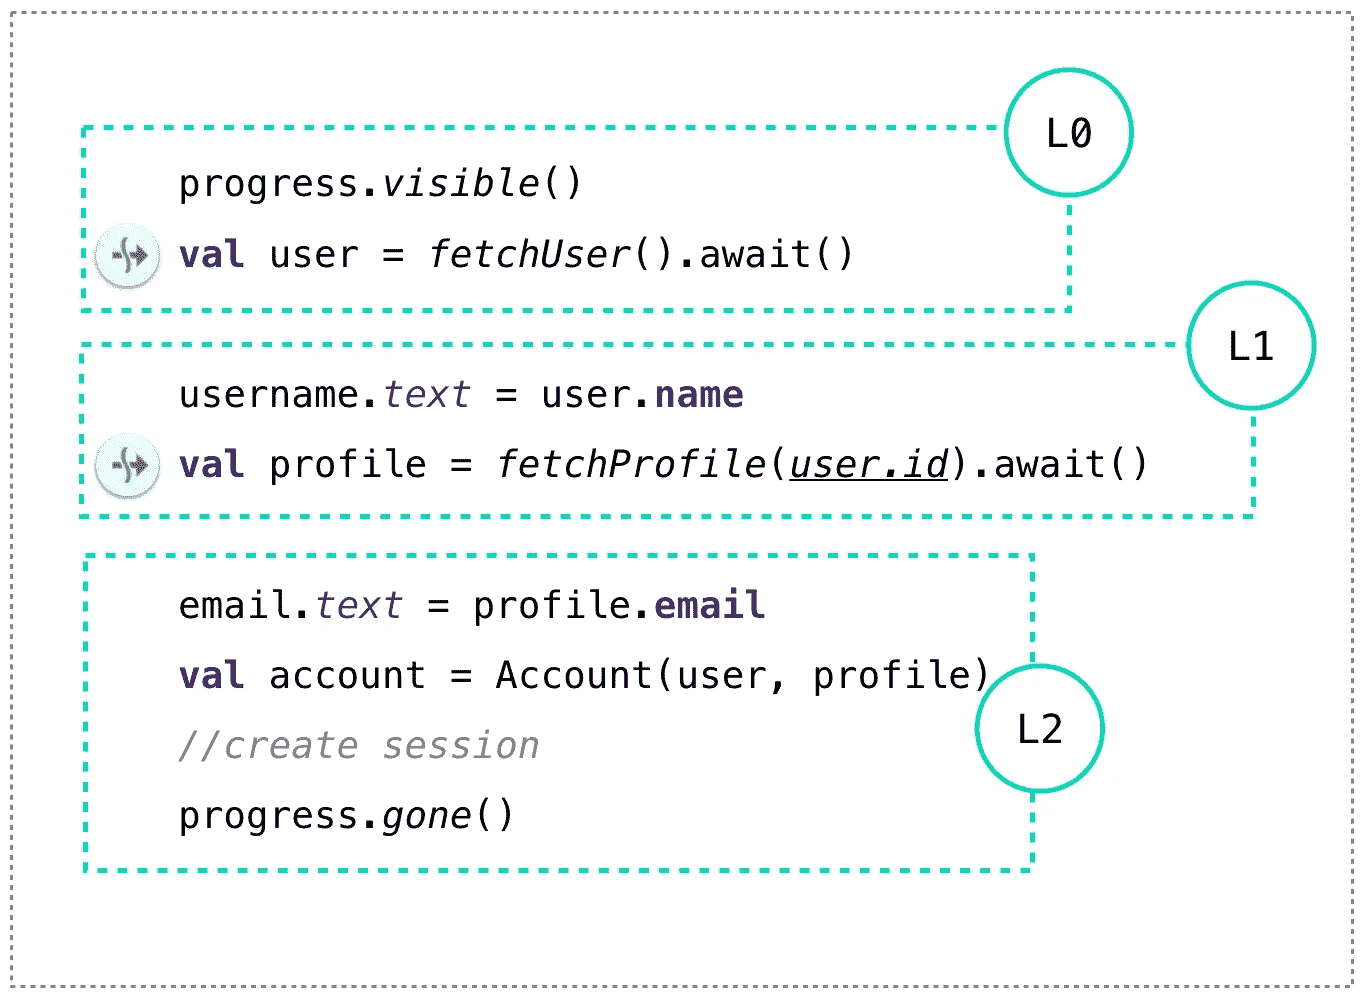 L0
progress.visible()
val user = fetchUser().await()
L1
username.text = user.name
val profile = fetchProfile(user.id).await()
email.text = profile.email
val account = Account(user, profile)
L2
//create session
progress.gone()